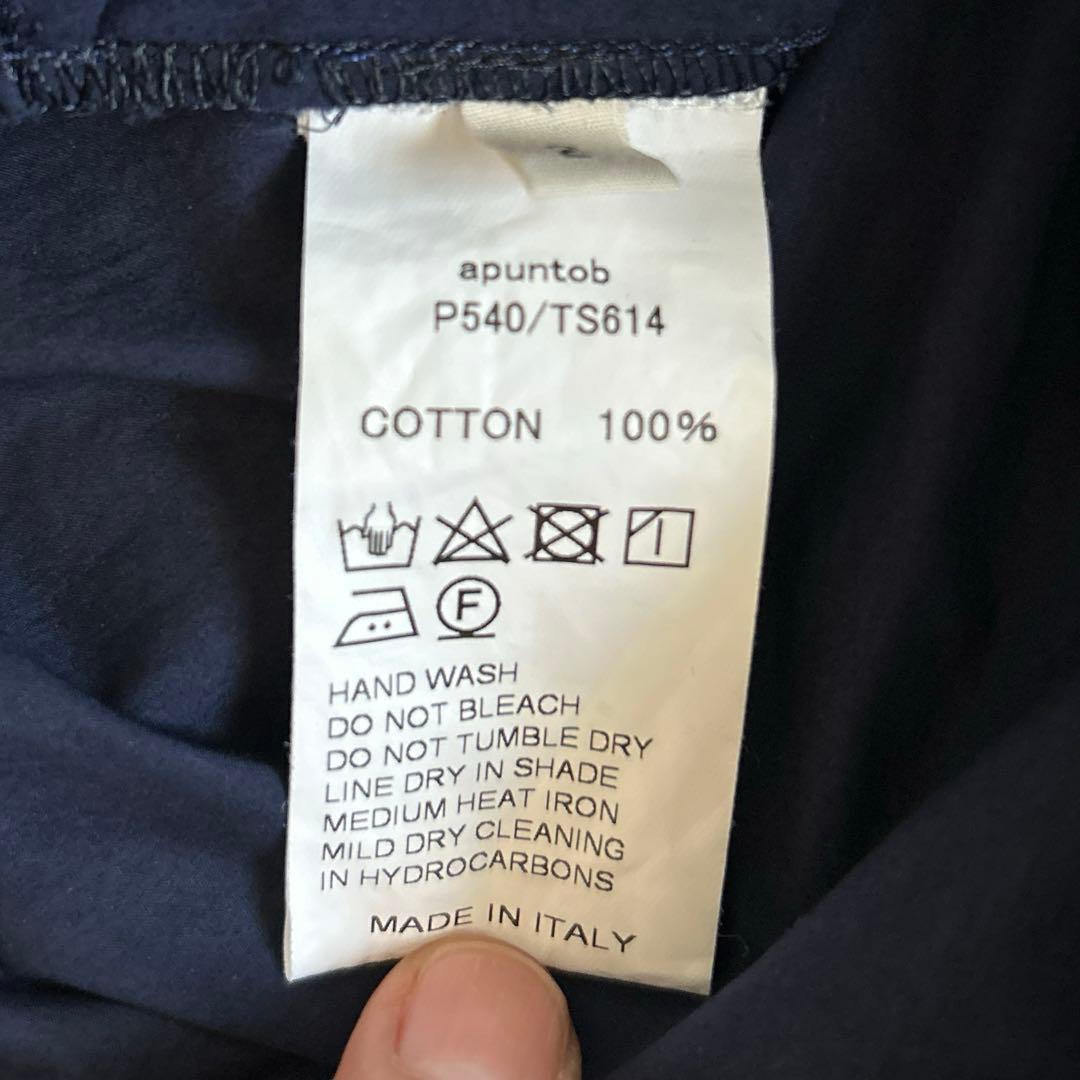 apuntob
P540/TS614
COTTON 100%
F
HAND WASH
DO NOT BLEACH
DO NOT TUMBLE DRY
LINE DRY IN SHADE
MEDIUM HEAT IRON
MILD DRY CLEANING
IN HYDROCARBONS
MADE IN ITALY